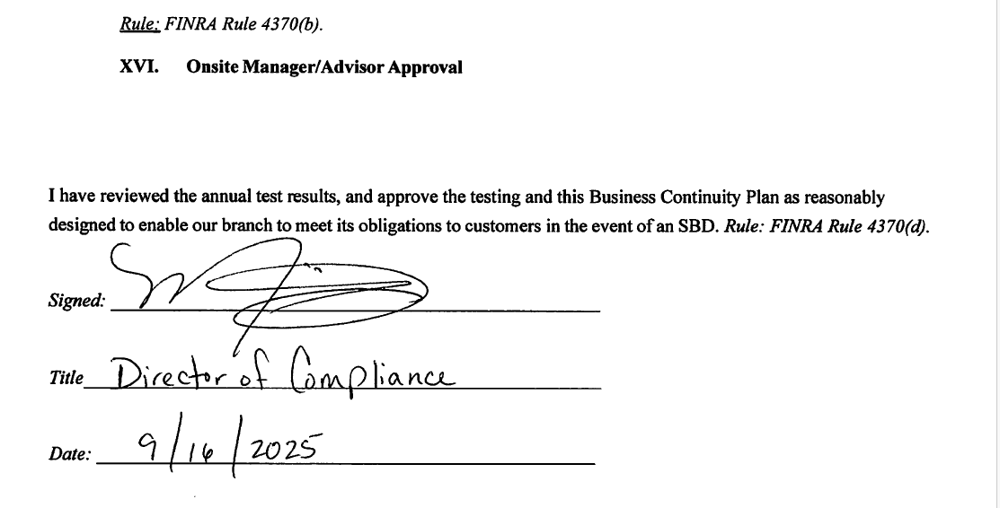 Rule: FINRA Rule 4370(b).
XVI. Onsite Manager/Advisor Approval
I have reviewed the annual test results, and approve the testing and this Business Continuity Plan as reasonably
designed to enable our branch to meet its obligations to customers in the event of an SBD. Rule: FINRA Rule 4370(d).
Signed:
Title Director of Compliance
Date: 9/16/2025